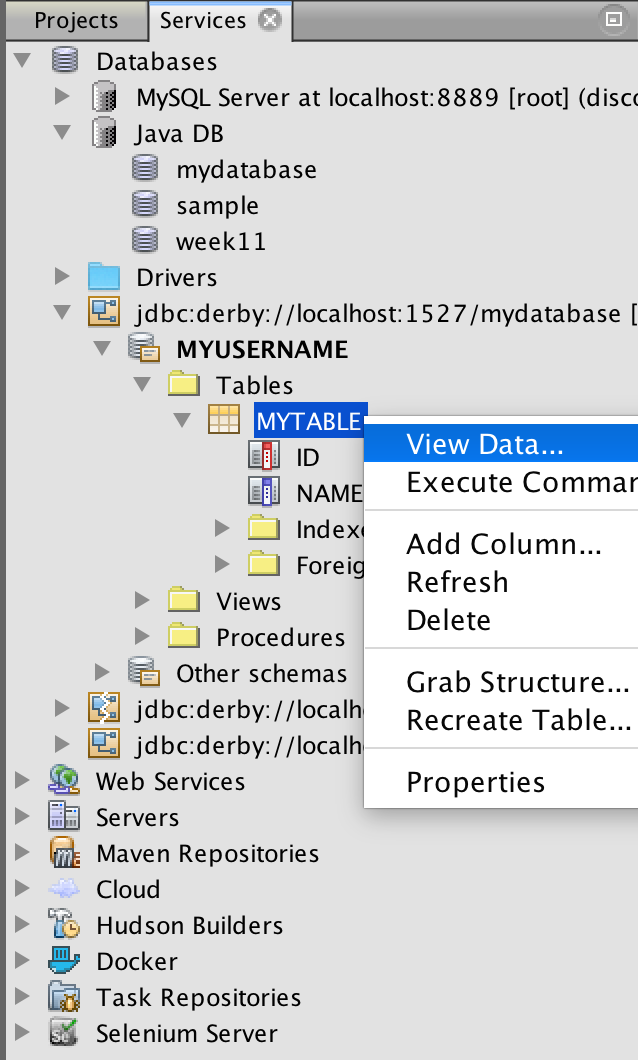 Projects Services
Databases
MySQL Server at localhost:8889 [root] (disco
Java DB
mydatabase
sample
week11
Drivers
jdbc:derby://localhost:1527/mydatabase [
MYUSERNAME
Tables
MYTABLE
View Data...
ID
Execute Comman
NAME
Indexe
Add Column...
Foreig
Refresh
Views
Delete
Procedures
Other schemas
Grab Structure...
jdbc:derby://localh
Recreate Table...
jdbc:derby://localh
Web Services
Properties
Servers
Maven Repositories
Cloud
Hudson Builders
Docker
Task Repositories
Selenium Server